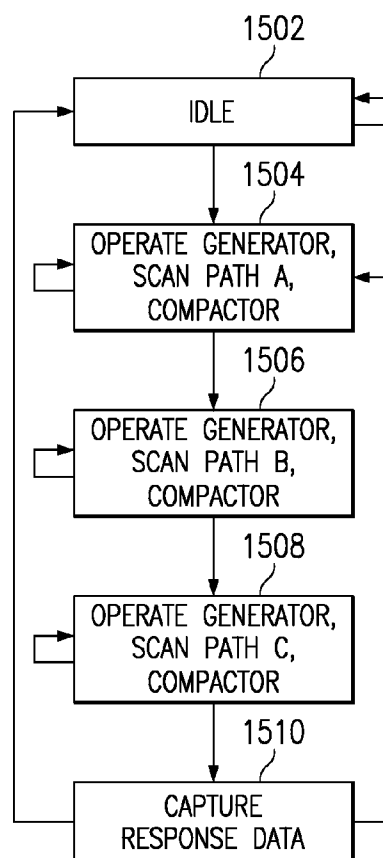 1502
IDLE
1504
OPERATE GENERATOR,
SCAN PATH A,
COMPACTOR
1506
OPERATE GENERATOR,
SCAN PATH B,
COMPACTOR
1508
OPERATE GENERATOR,
SCAN PATH C,
COMPACTOR
1510
CAPTURE
RESPONSE DATA